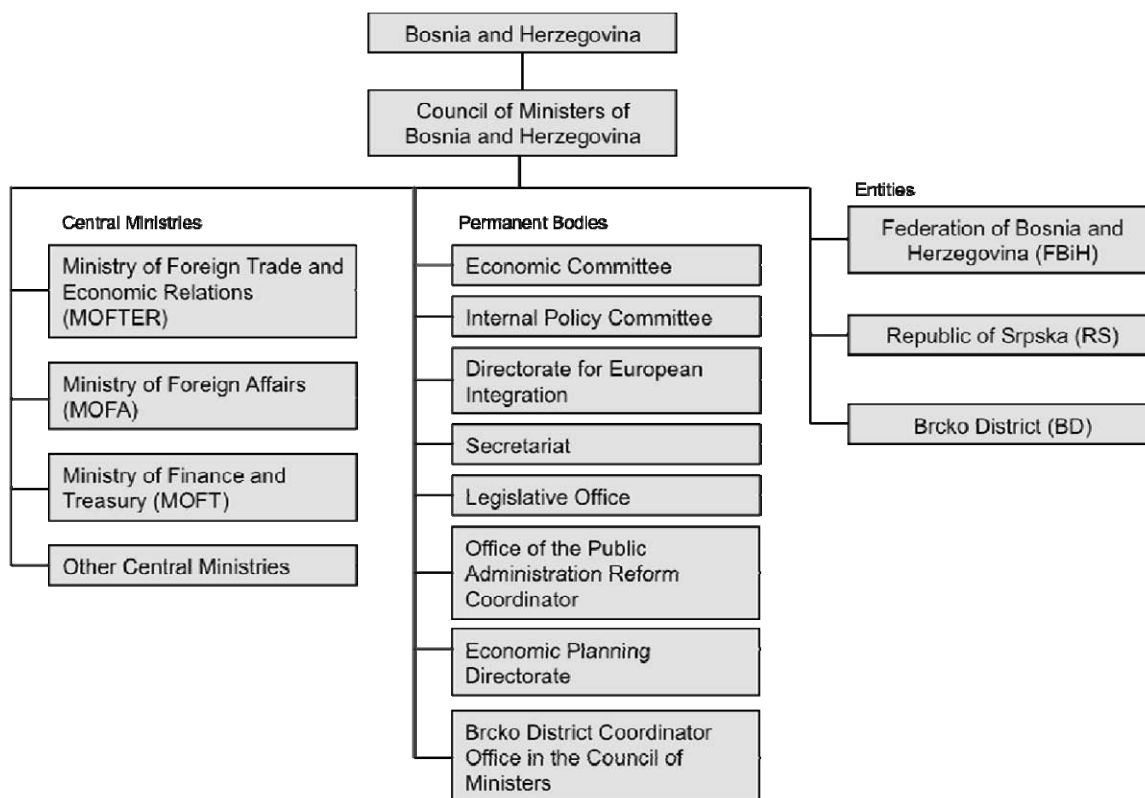 Bosnia and Herzegovina
Council of Ministers of
Bosnia and Herzegovina
Central Ministries
Ministry of Foreign Trade and
Economic Relations
(MOFTER)
Ministry of Foreign Affairs
(MOFA)
Ministry of Finance and
Treasury (MOFT)
Other Central Ministries
Permanent Bodies
Economic Committee
Internal Policy Committee
Directorate for European
Integration
Secretariat
Legislative Office
Office of the Public
Administration Reform
Coordinator
Economic Planning
Directorate
Brcko District Coordinator
Office in the Council of
Ministers
Entities
Federation of Bosnia and
Herzegovina (FBiH)
Republic of Srpska (RS)
Brcko District (BD)